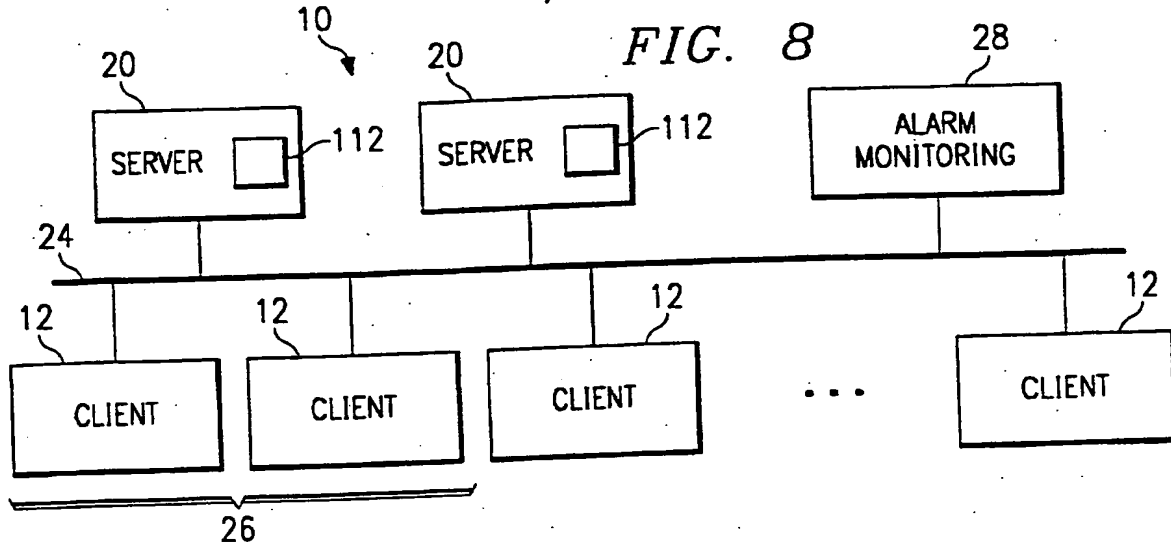 FIG. 8
10
20
20
28
SERVER
112
SERVER
112
ALARM
MONITORING
24
12
12
12
12
CLIENT
CLIENT
CLIENT
...
CLIENT
26